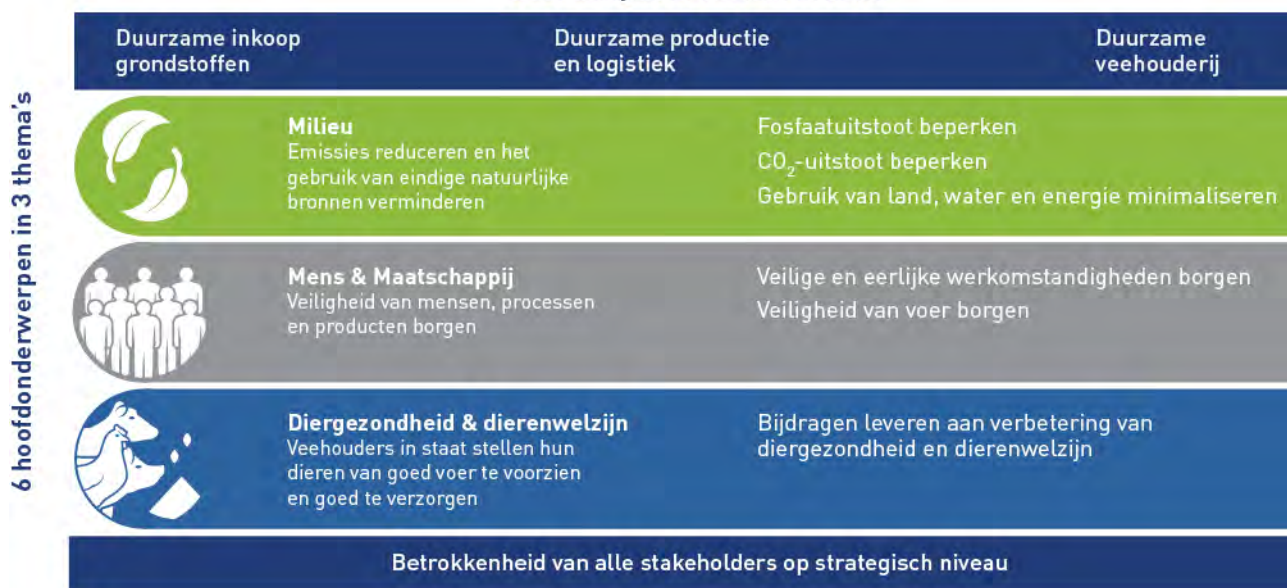 Duurzame inkoop
grondstoffen
Duurzame productie
en logistiek
Duurzame
veehouderij
6 hoofdonderwerpen in 3 thema's
Milieu
Emissies reduceren en het
gebruik van eindige natuurlijke
bronnen verminderen
Fosfaatuitstoot beperken
CO₂-uitstoot beperken
Gebruik van land, water en energie minimaliseren
Mens & Maatschappij
Veiligheid van mensen, processen
en producten borgen
Veilige en eerlijke werkomstandigheden borgen
Veiligheid van voer borgen
Diergezondheid & dierenwelzijn
Veehouders in staat stellen hun
dieren van goed voer te voorzien
en goed te verzorgen
Bijdragen leveren aan verbetering van
diergezondheid en dierenwelzijn
Betrokkenheid van alle stakeholders op strategisch niveau